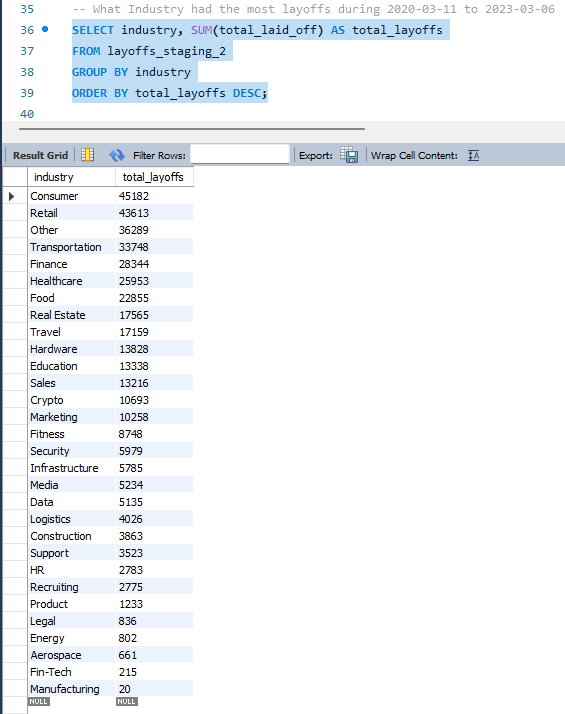 35 -- What Industry had the most layoffs during 2020-03-11 to 2023-03-06
36 SELECT industry, SUM(total_laid_off) AS total_layoffs
37 FROM layoffs_staging_2
38 GROUP BY industry
39 ORDER BY total_layoffs DESC;
40
Result Grid Filter Rows: Export: Wrap Cell Content:
industry total_layoffs
Consumer 45182
Retail 43613
Other 36289
Transportation 33748
Finance 28344
Healthcare 25953
Food 22855
Real Estate 17565
Travel 17159
Hardware 13828
Education 13338
Sales 13216
Crypto 10693
Marketing 10258
Fitness 8748
Security 5979
Infrastructure 5785
Media 5234
Data 5135
Logistics 4026
Construction 3863
Support 3523
HR 2783
Recruiting 2775
Product 1233
Legal 836
Energy 802
Aerospace 661
Fin-Tech 215
Manufacturing 20
NULL NULL